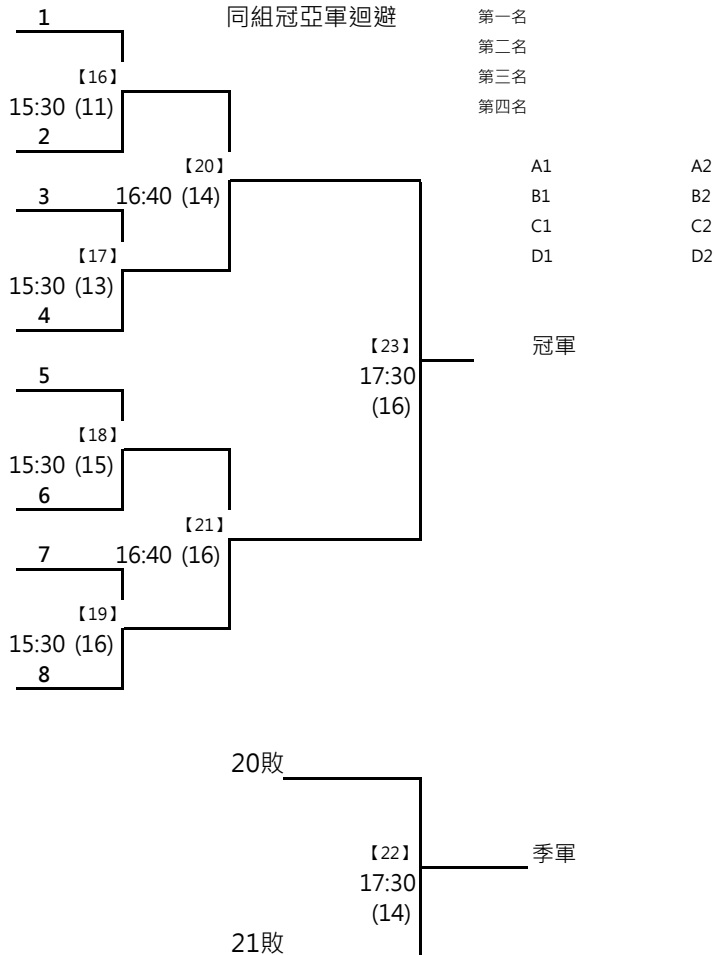 1
同組冠亞軍迴避
第一名
第二名
第三名
第四名
【16】
15:30 (11)
2
【20】
16:40 (14)
A1 A2
B1 B2
C1 C2
D1 D2
3
【17】
15:30 (13)
4
【23】
17:30
(16)
冠軍
5
【18】
15:30 (15)
6
【21】
16:40 (16)
7
【19】
15:30 (16)
8
20敗
【22】
17:30
(14)
季軍
21敗